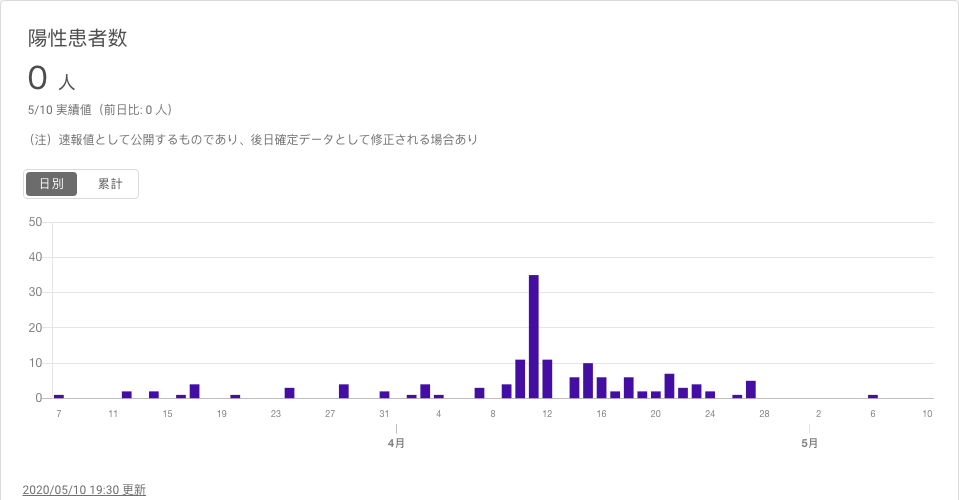 陽性患者数
0 人
5/10 実績値（前日比: 0 人）
（注）速報値として公開するものであり、後日確定データとして修正される場合あり
日別 累計
50
40
30
20
10
0
7 11 15 19 23 27 31 4 8 12 16 20 24 28 2 6 10
4月 5月
2020/05/10 19:30 更新